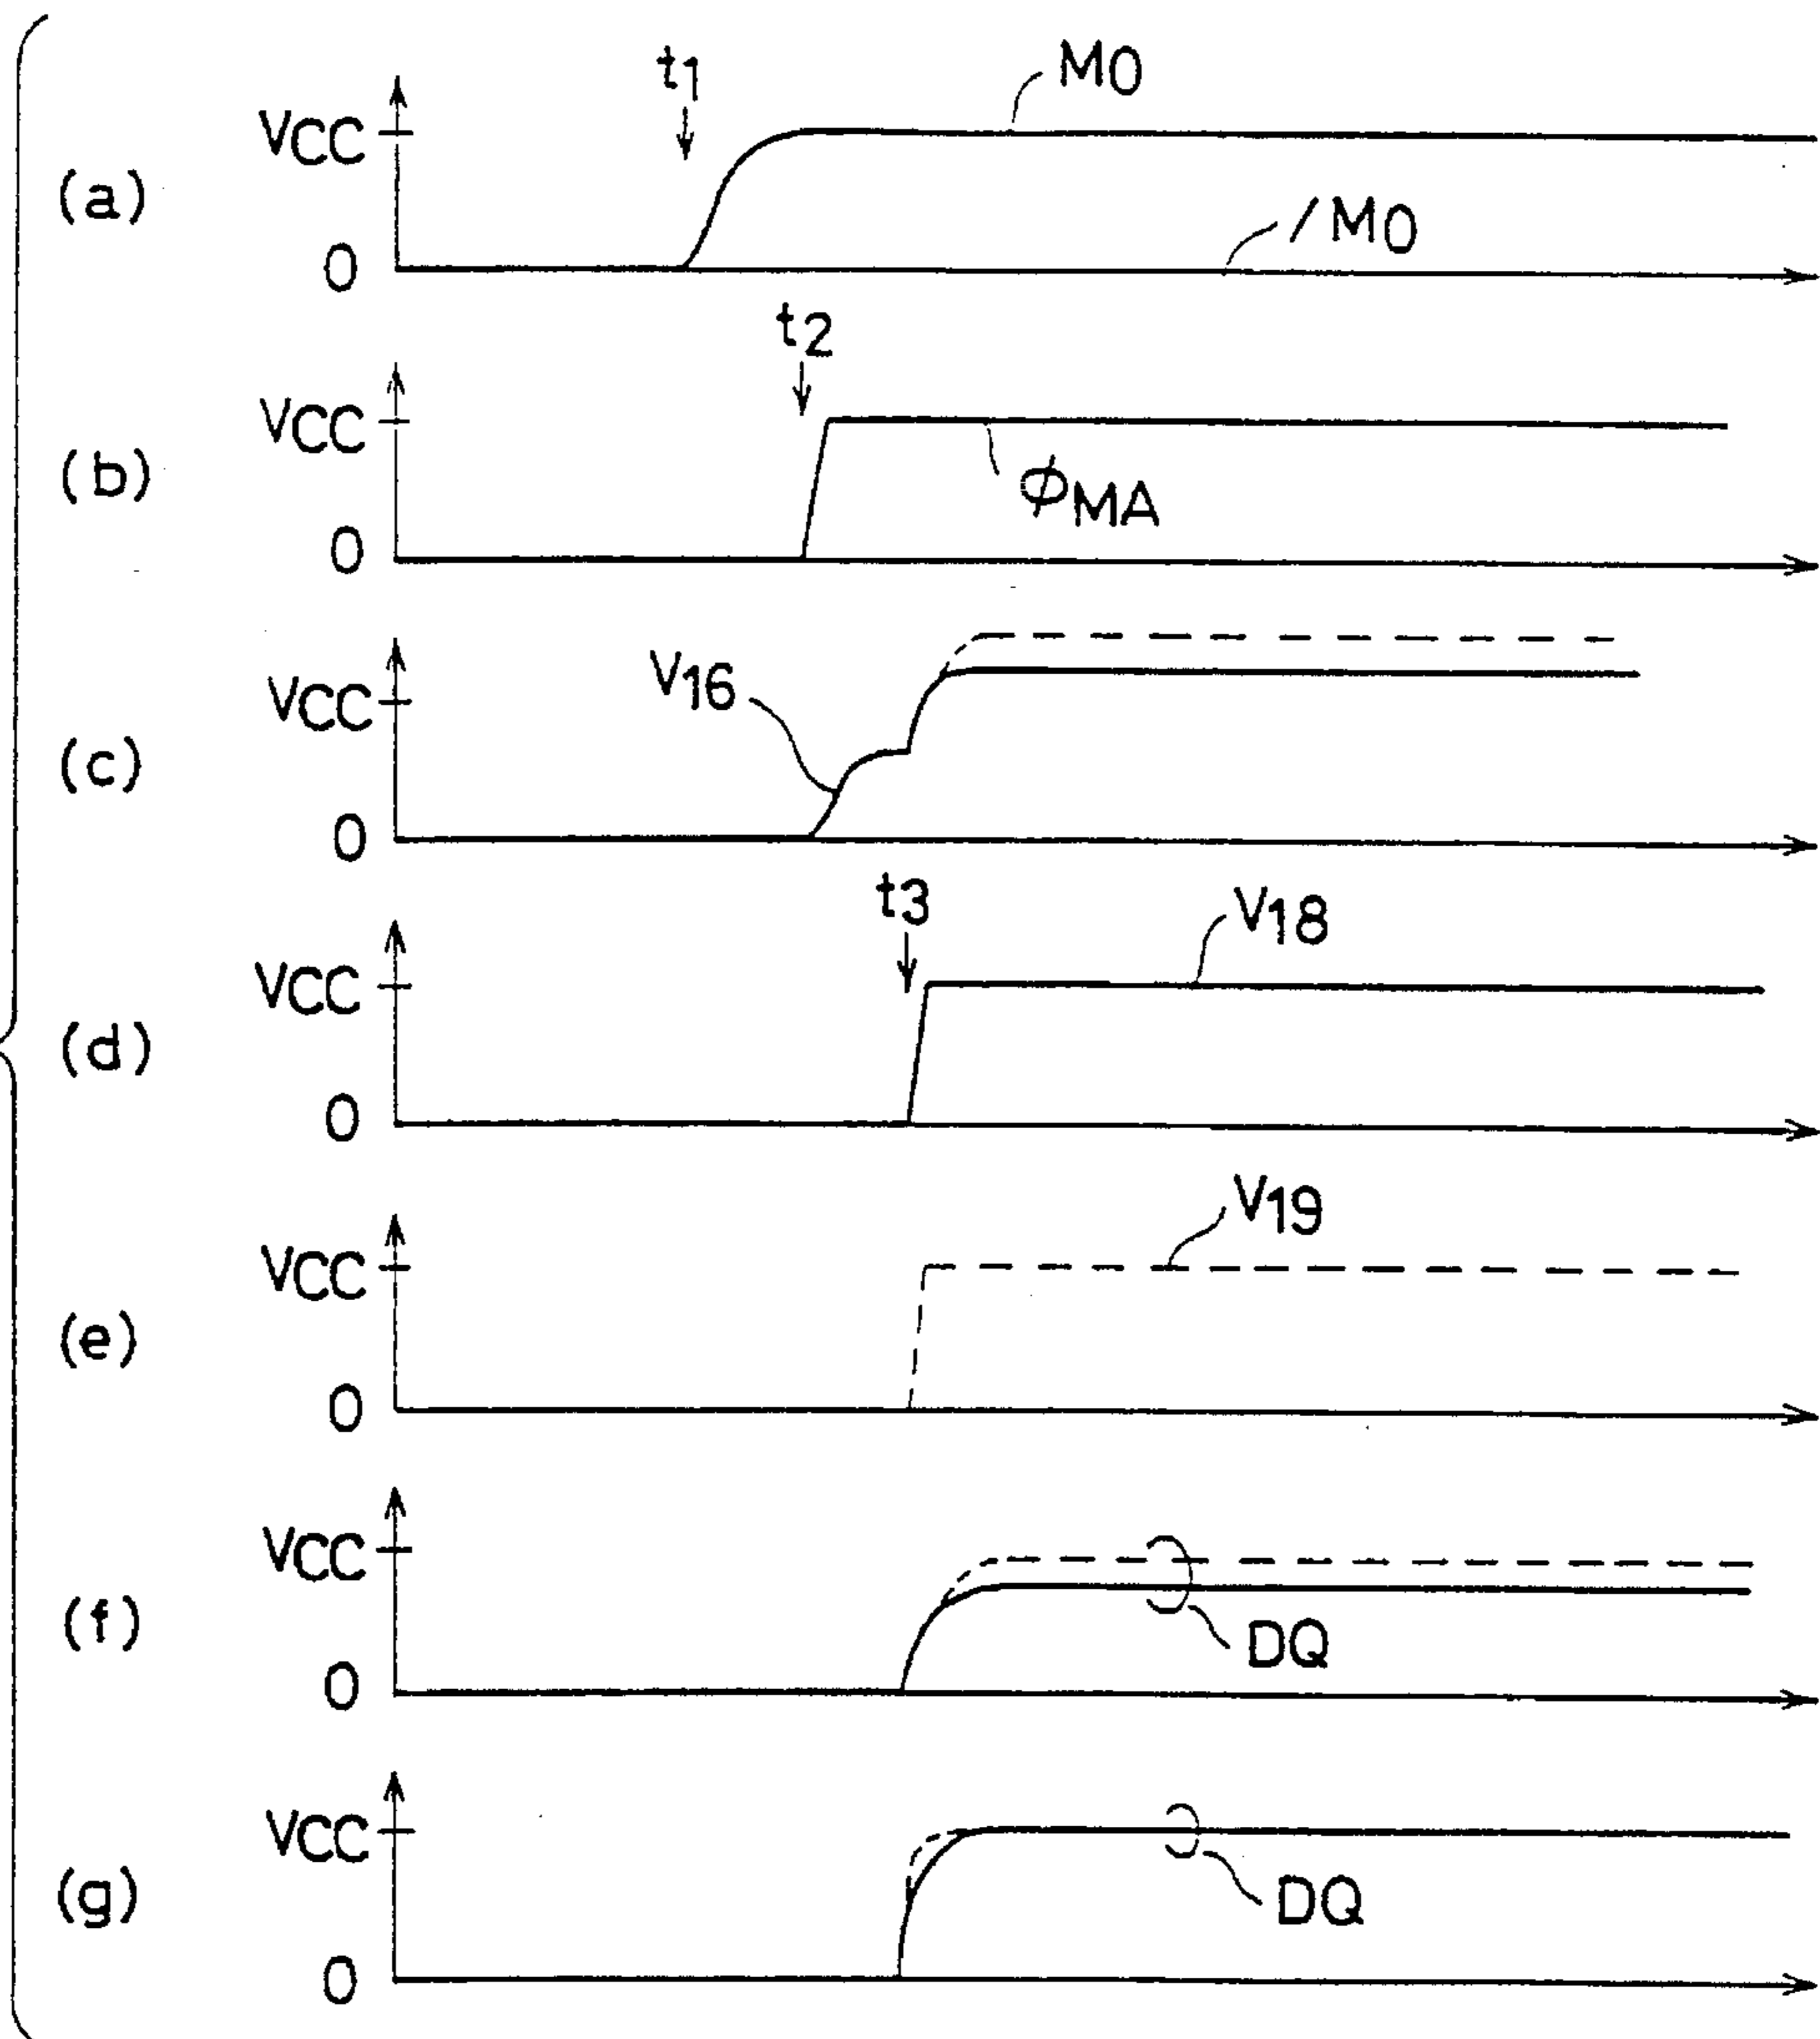 t1
M0
VCC
(a)
/M0
0
t2
VCC
(b)
ϕMA
0
V16
VCC
(c)
0
t3
V18
VCC
(d)
0
V19
VCC
(e)
0
VCC
(f)
DQ
0
VCC
(g)
DQ
0